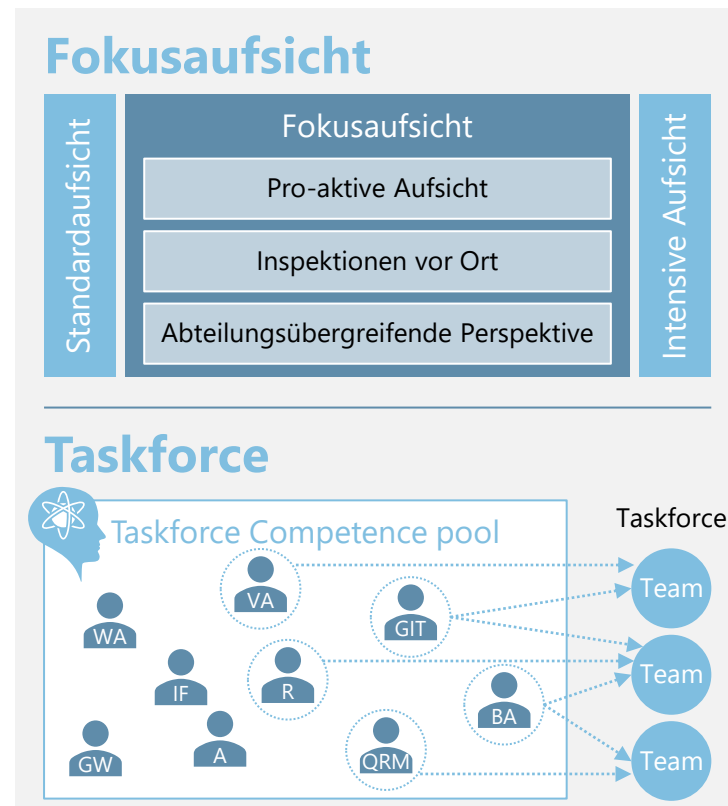 Fokusaufsicht
Standardaufsicht
Fokusaufsicht
Pro-aktive Aufsicht
Inspektionen vor Ort
Abteilungsübergreifende Perspektive
Intensive Aufsicht
Taskforce
Taskforce Competence pool
Taskforce
VA
GIT
WA
IF
R
BA
GW
A
QRM
Team
Team
Team